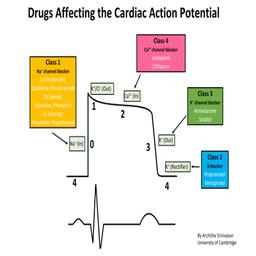 Drugs Affecting the Cardiac Action Potential
Class 4
Ca²⁺ channel blocker
Verapamil
Diltiazem
Class 1
Na⁺ channel blocker
1a (moderate)
Quinidine, Procainamide
1b (weak)
Lidocaine, Phenytoin
1c (strong)
Flecainide, Propafenone
K⁺/Cl⁻ (Out)
Ca²⁺ (In)
1
2
Class 3
K⁺ channel blocker
Amiodarone
Sotalol
Na⁺ (In)
0
3
K⁺ (Out)
K⁺ (Rectifier)
Class 2
β-blocker
Propranolol
Metoprolol
4
4
By Architha Srinivasan
University of Cambridge